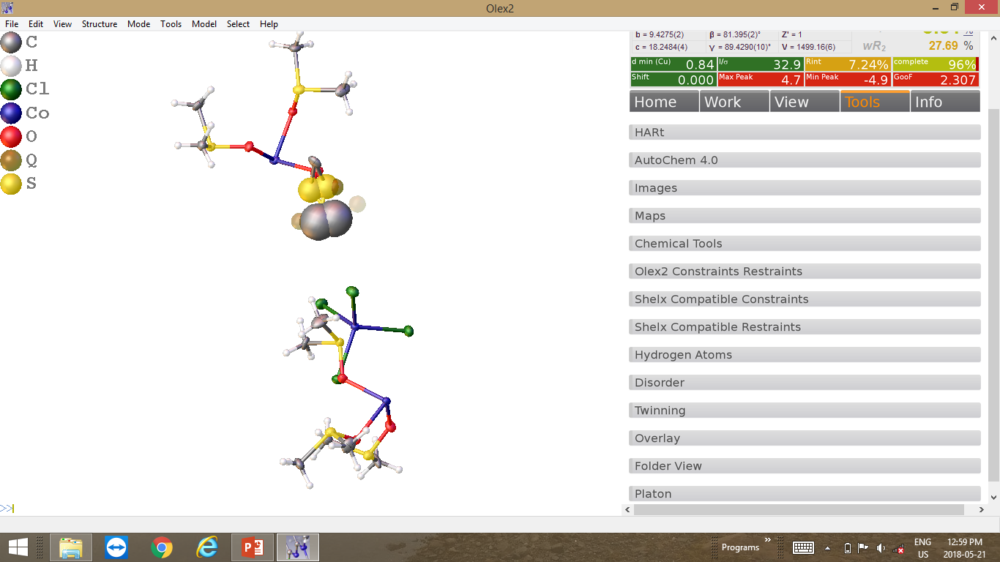 Olex2
File Edit View Structure Mode Tools Model Select Help
C
H
Cl
Co
O
Q
S
b = 9.4275(2) β = 81.395(2)° Z' = 1
c = 18.2484(4) γ = 89.4290(10)° V = 1499.16(6)
wR2 27.69 %
d min (Cu) 0.84 I/σ 32.9 Rint 7.24% complete 96%
Shift 0.000 Max Peak 4.7 Min Peak -4.9 GooF 2.307
Home Work View Tools Info
HARt
AutoChem 4.0
Images
Maps
Chemical Tools
Olex2 Constraints Restraints
Shelx Compatible Constraints
Shelx Compatible Restraints
Hydrogen Atoms
Disorder
Twinning
Overlay
Folder View
Platon
>>
Programs »
ENG 12:59 PM
US 2018-05-21